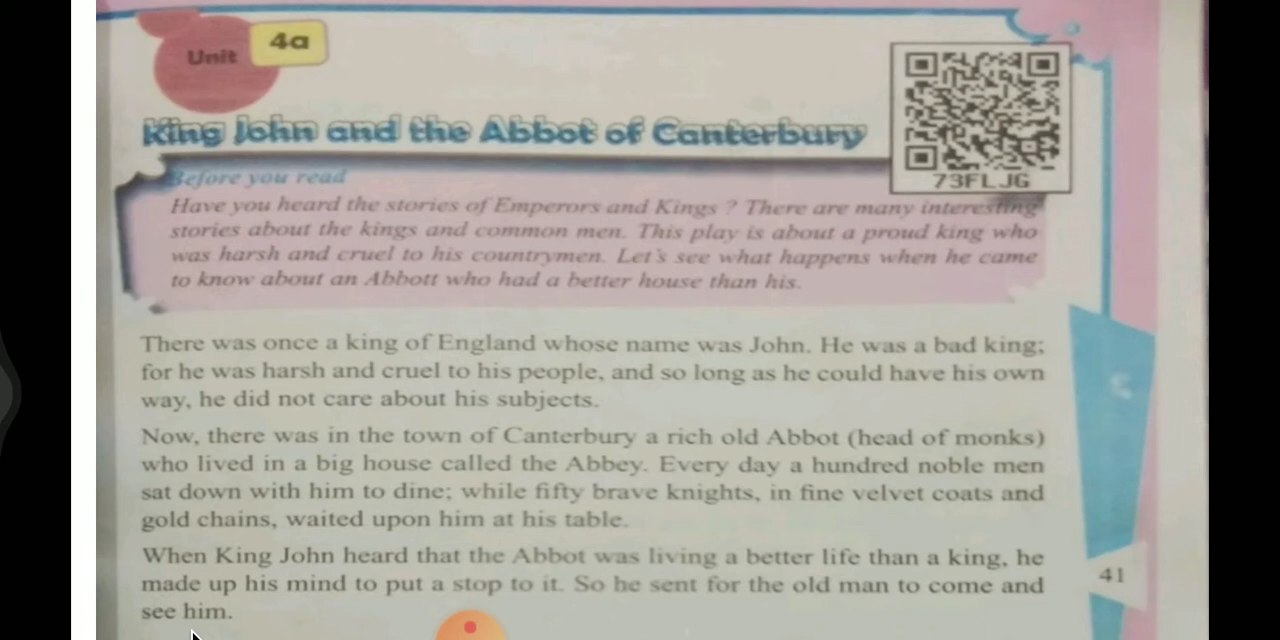 Unit 4a
73FLJG
King John and the Abbot of Canterbury
Before you read
Have you heard the stories of Emperors and Kings ? There are many interesting
stories about the kings and common men. This play is about a proud king who
was harsh and cruel to his countrymen. Let's see what happens when he came
to know about an Abbott who had a better house than his.
There was once a king of England whose name was John. He was a bad king;
for he was harsh and cruel to his people, and so long as he could have his own
way, he did not care about his subjects.
Now, there was in the town of Canterbury a rich old Abbot (head of monks)
who lived in a big house called the Abbey. Every day a hundred noble men
sat down with him to dine; while fifty brave knights, in fine velvet coats and
gold chains, waited upon him at his table.
When King John heard that the Abbot was living a better life than a king, he
made up his mind to put a stop to it. So he sent for the old man to come and
see him.
41